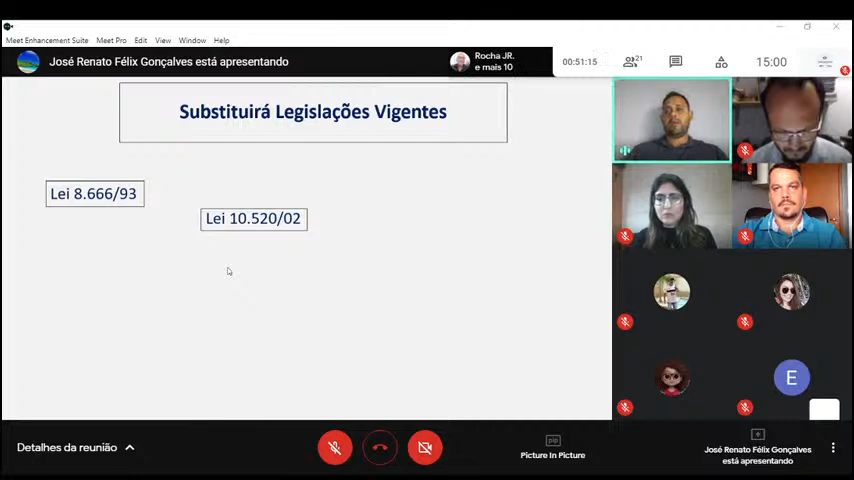 Meet Enhancement Suite Meet Pro Edit View Window Help
José Renato Félix Gonçalves está apresentando
Rocha JR.
e mais 10
00:51:15
21
15:00
Substituirá Legislações Vigentes
Lei 8.666/93
Lei 10.520/02
E
Detalhes da reunião
pip
Picture In Picture
José Renato Félix Gonçalves
está apresentando